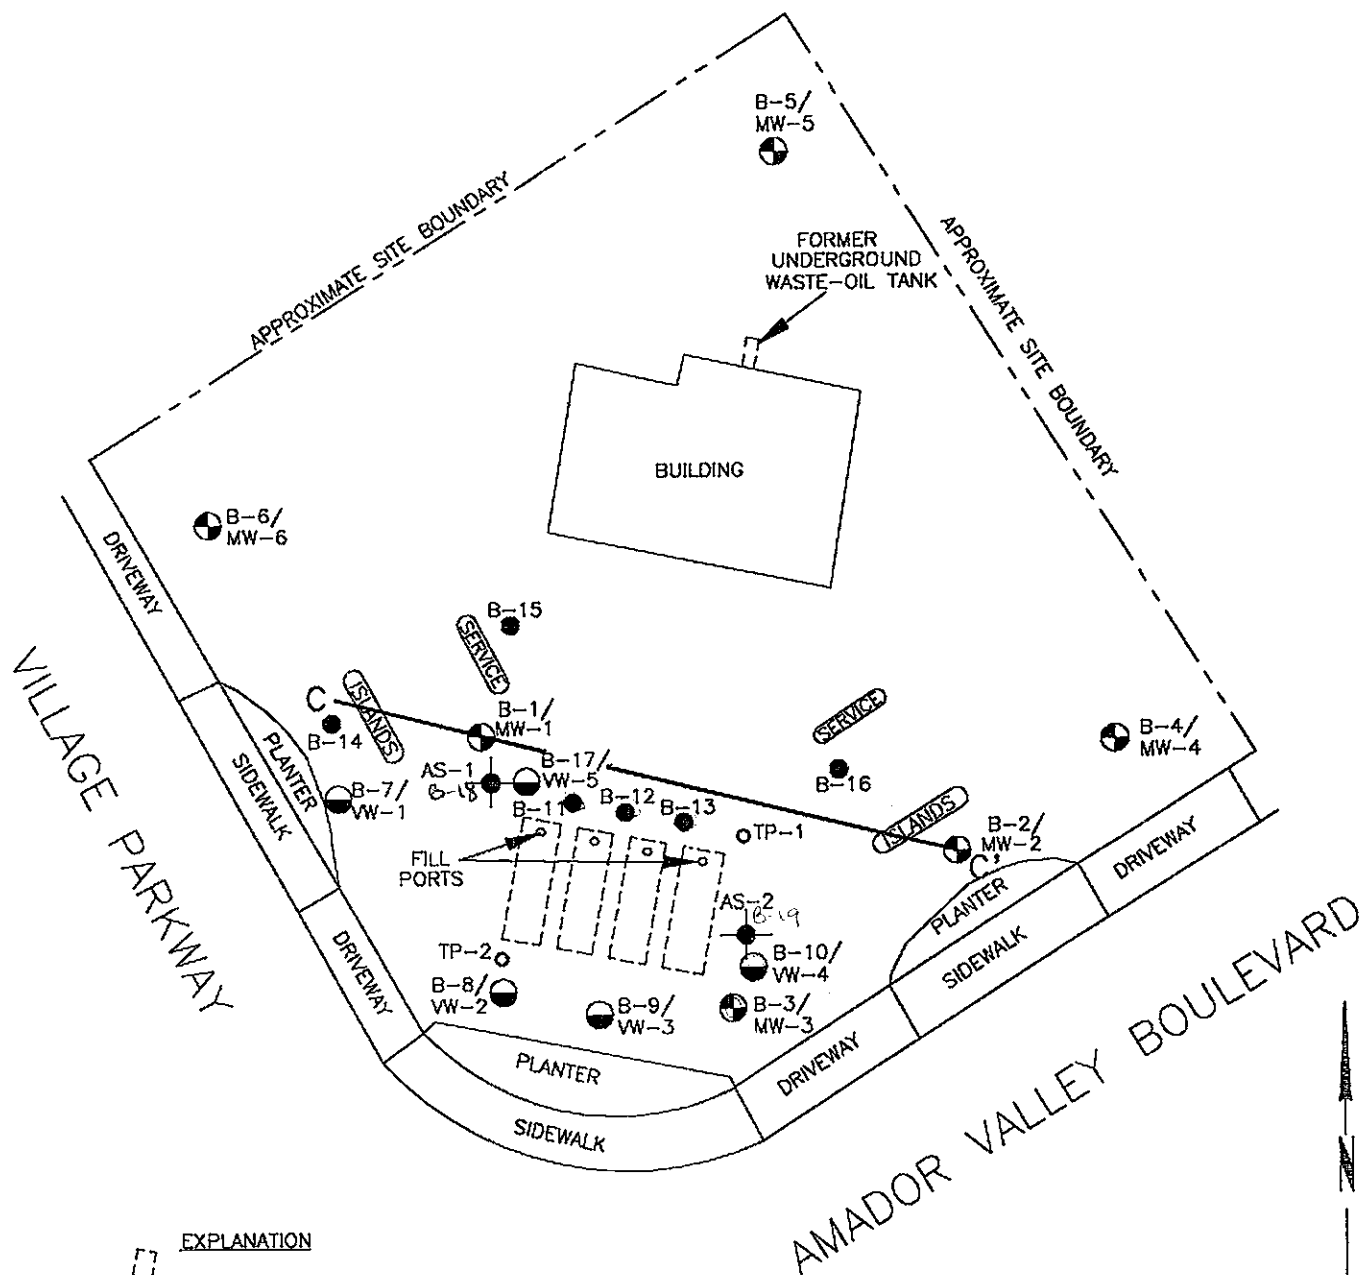 B-5/
MW-5
APPROXIMATE SITE BOUNDARY
FORMER
UNDERGROUND
WASTE-OIL TANK
APPROXIMATE SITE BOUNDARY
BUILDING
B-6/
MW-6
DRIVEWAY
B-15
SERVICE
VILLAGE PARKWAY
C
ISLANDS
B-14
B-1/
MW-1
SERVICE
B-4/
MW-4
PLANTER
SIDEWALK
B-7/
VW-1
AS-1
B-18
B-17/
VW-5
B-16
B-11
B-12
B-13
TP-1
ISLANDS
B-2/
MW-2
C'
DRIVEWAY
FILL
PORTS
PLANTER
AS-2
B-19
SIDEWALK
DRIVEWAY
TP-2
B-10/
VW-4
B-8/
VW-2
B-9/
VW-3
B-3/
MW-3
PLANTER
DRIVEWAY
SIDEWALK
AMADOR VALLEY BOULEVARD
N
EXPLANATION